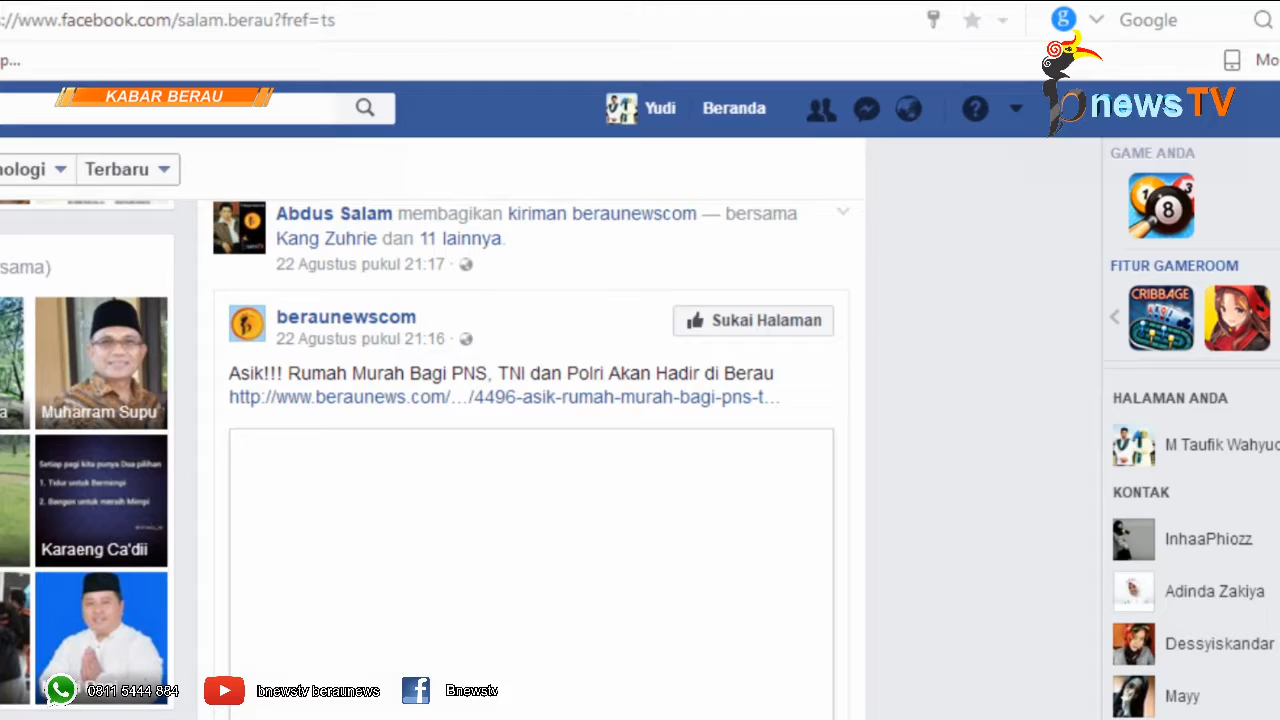 ://www.facebook.com/salam.berau?fref=ts
g
Google
p...
Mo
KABAR BERAU
Yudi
Beranda
bnewsTV
nologi
Terbaru
GAME ANDA
8
Abdus Salam membagikan kiriman beraunewscom — bersama
Kang Zuhrie dan 11 lainnya.
22 Agustus pukul 21:17 ·
sama)
FITUR GAMEROOM
CRIBBAGE
beraunewscom
22 Agustus pukul 21:16 ·
Sukai Halaman
Asik!!! Rumah Murah Bagi PNS, TNI dan Polri Akan Hadir di Berau
http://www.beraunews.com/.../4496-asik-rumah-murah-bagi-pns-t...
a
Muharram Supu
HALAMAN ANDA
M Taufik Wahyud
Setiap pagi kita punya Dua pilihan
1. Tidur untuk Bermimpi
2. Bangun untuk meraih Mimpi
Karaeng Ca'dii
KONTAK
InhaaPhiozz
Adinda Zakiya
Dessyiskandar
Mayy
0811 5444 884
bnewstv beraunews
Bnewstv